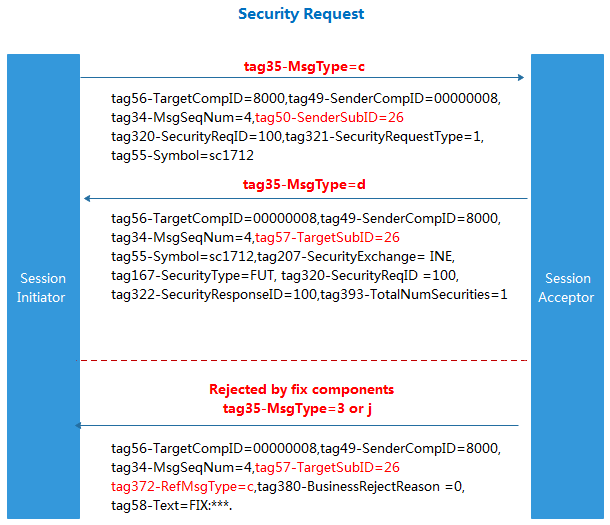 Security Request
tag35-MsgType=c
tag56-TargetCompID=8000,tag49-SenderCompID=00000008,
tag34-MsgSeqNum=4,tag50-SenderSubID=26
tag320-SecurityReqID=100,tag321-SecurityRequestType=1,
tag55-Symbol=sc1712
tag35-MsgType=d
tag56-TargetCompID=00000008,tag49-SenderCompID=8000,
tag34-MsgSeqNum=4,tag57-TargetSubID=26
tag55-Symbol=sc1712,tag207-SecurityExchange= INE,
tag167-SecurityType=FUT, tag320-SecurityReqID =100,
tag322-SecurityResponseID=100,tag393-TotalNumSecurities=1
Session
Initiator
Session
Acceptor
Rejected by fix components
tag35-MsgType=3 or j
tag56-TargetCompID=00000008,tag49-SenderCompID=8000,
tag34-MsgSeqNum=4,tag57-TargetSubID=26
tag372-RefMsgType=c,tag380-BusinessRejectReason =0,
tag58-Text=FIX:***.